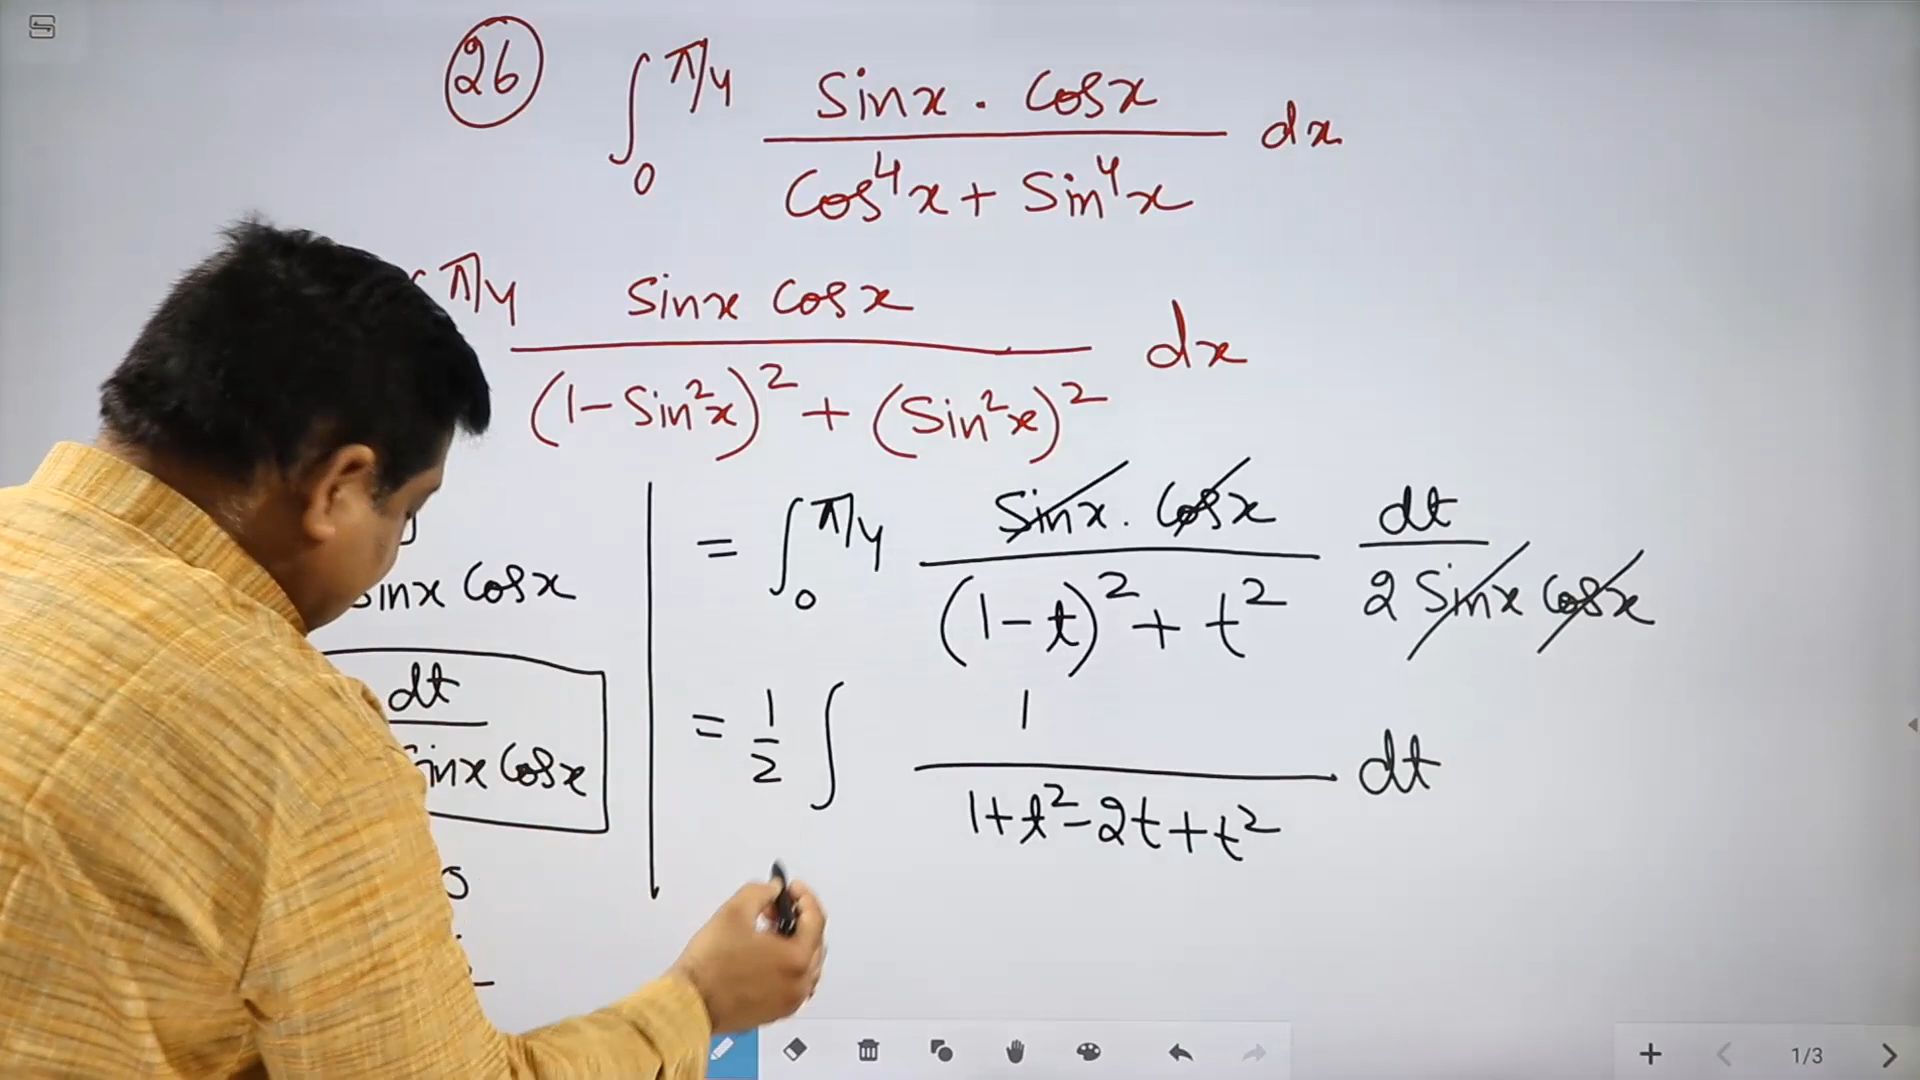 26 ∫₀^π/4 Sinx . Cosx / Cos⁴x + Sin⁴x dx
π/4 Sinx Cosx / (1 - Sin²x)² + (Sin²x)² dx
Sinx Cosx
dt / Sinx Cosx
= ∫₀^π/4 Sinx . Cosx / (1-t)² + t² dt / 2 Sinx Cosx
= 1/2 ∫ 1 / 1+t²-2t+t² dt
1/3